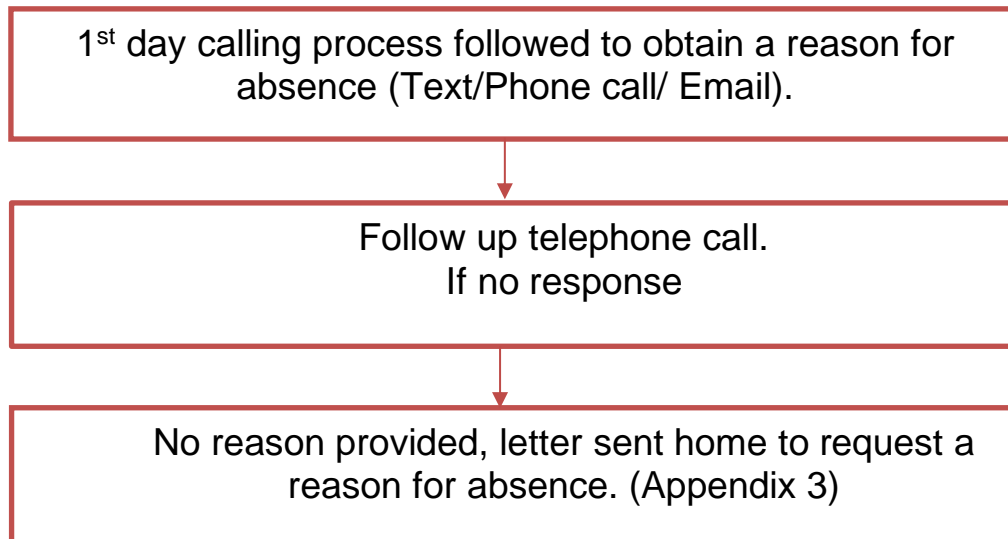 1st day calling process followed to obtain a reason for
absence (Text/Phone call/ Email).
Follow up telephone call.
If no response
No reason provided, letter sent home to request a
reason for absence. (Appendix 3)